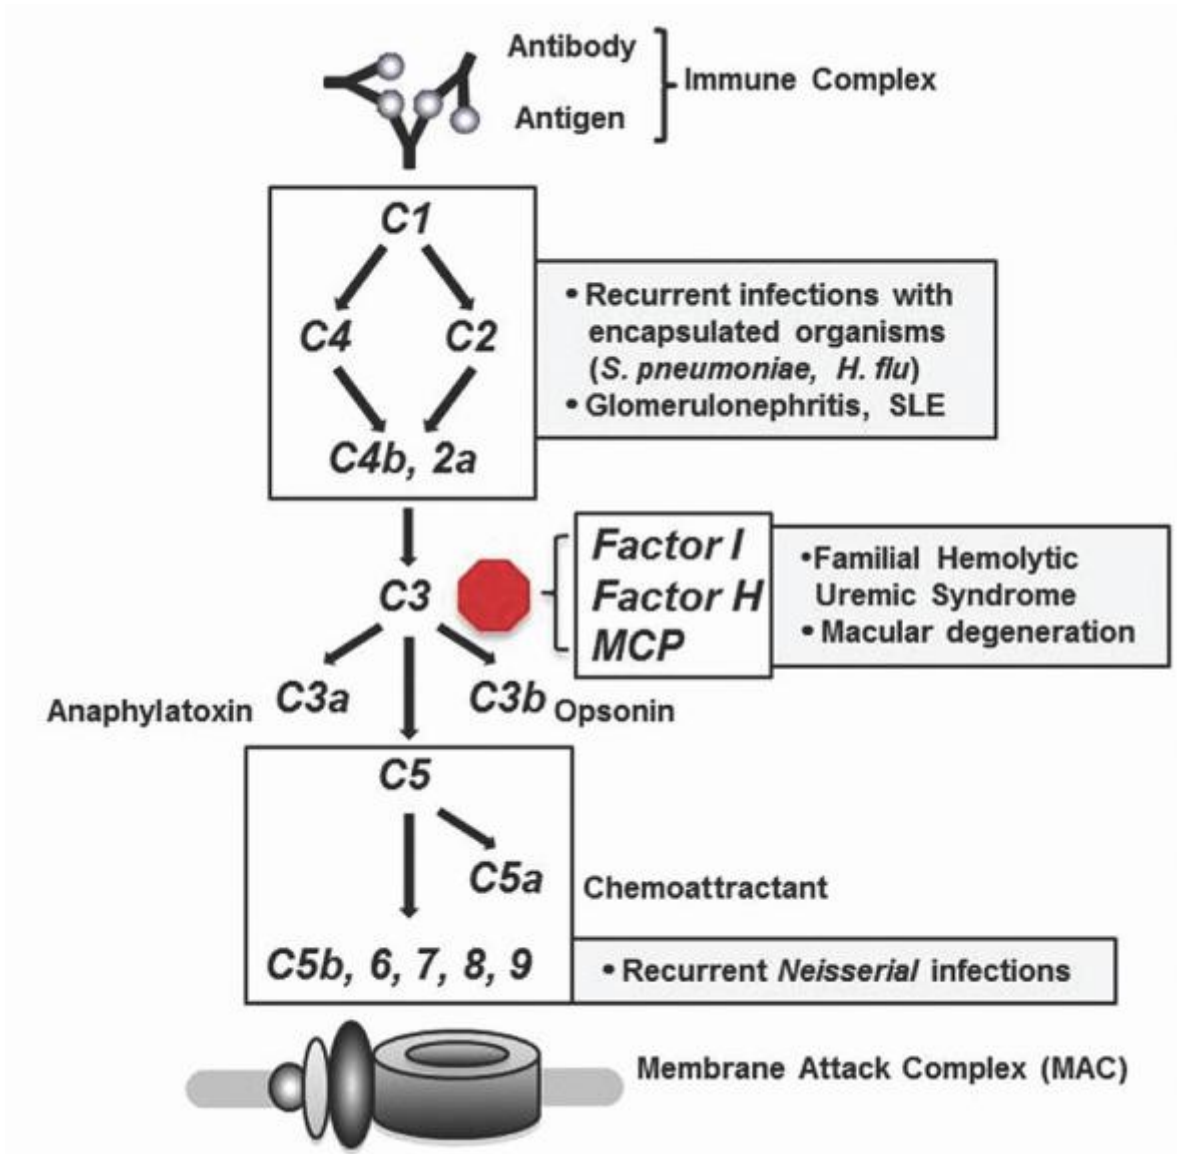 Antibody
Immune Complex
Antigen
C1
C4 C2
C4b, 2a
• Recurrent infections with
encapsulated organisms
(S. pneumoniae, H. flu)
• Glomerulonephritis, SLE
C3
Factor I
Factor H
MCP
•Familial Hemolytic
Uremic Syndrome
• Macular degeneration
Anaphylatoxin C3a C3b Opsonin
C5
C5a Chemoattractant
C5b, 6, 7, 8, 9
• Recurrent Neisserial infections
Membrane Attack Complex (MAC)